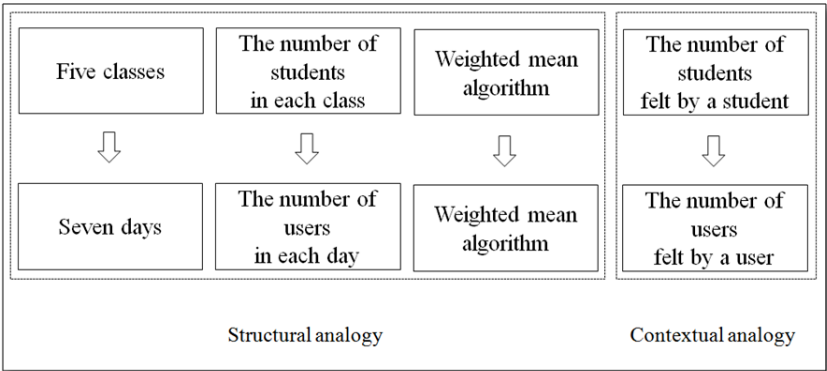 Five classes
The number of
students
in each class
Weighted mean
algorithm
The number of
students
felt by a student
Seven days
The number of
users
in each day
Weighted mean
algorithm
The number of
users
felt by a user
Structural analogy
Contextual analogy